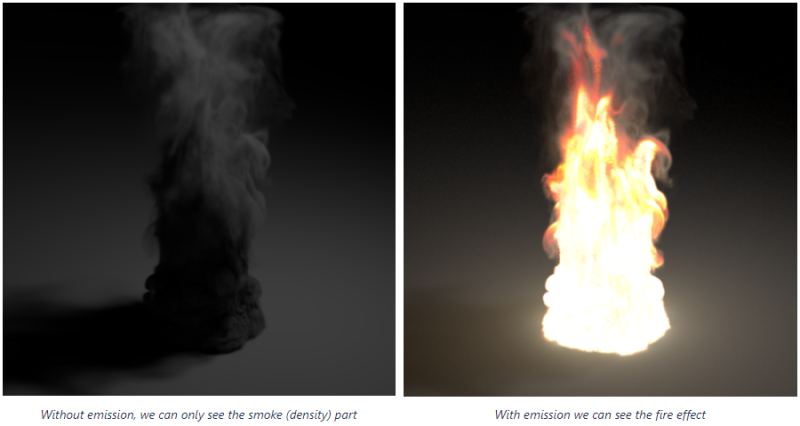 Without emission, we can only see the smoke (density) part
With emission we can see the fire effect